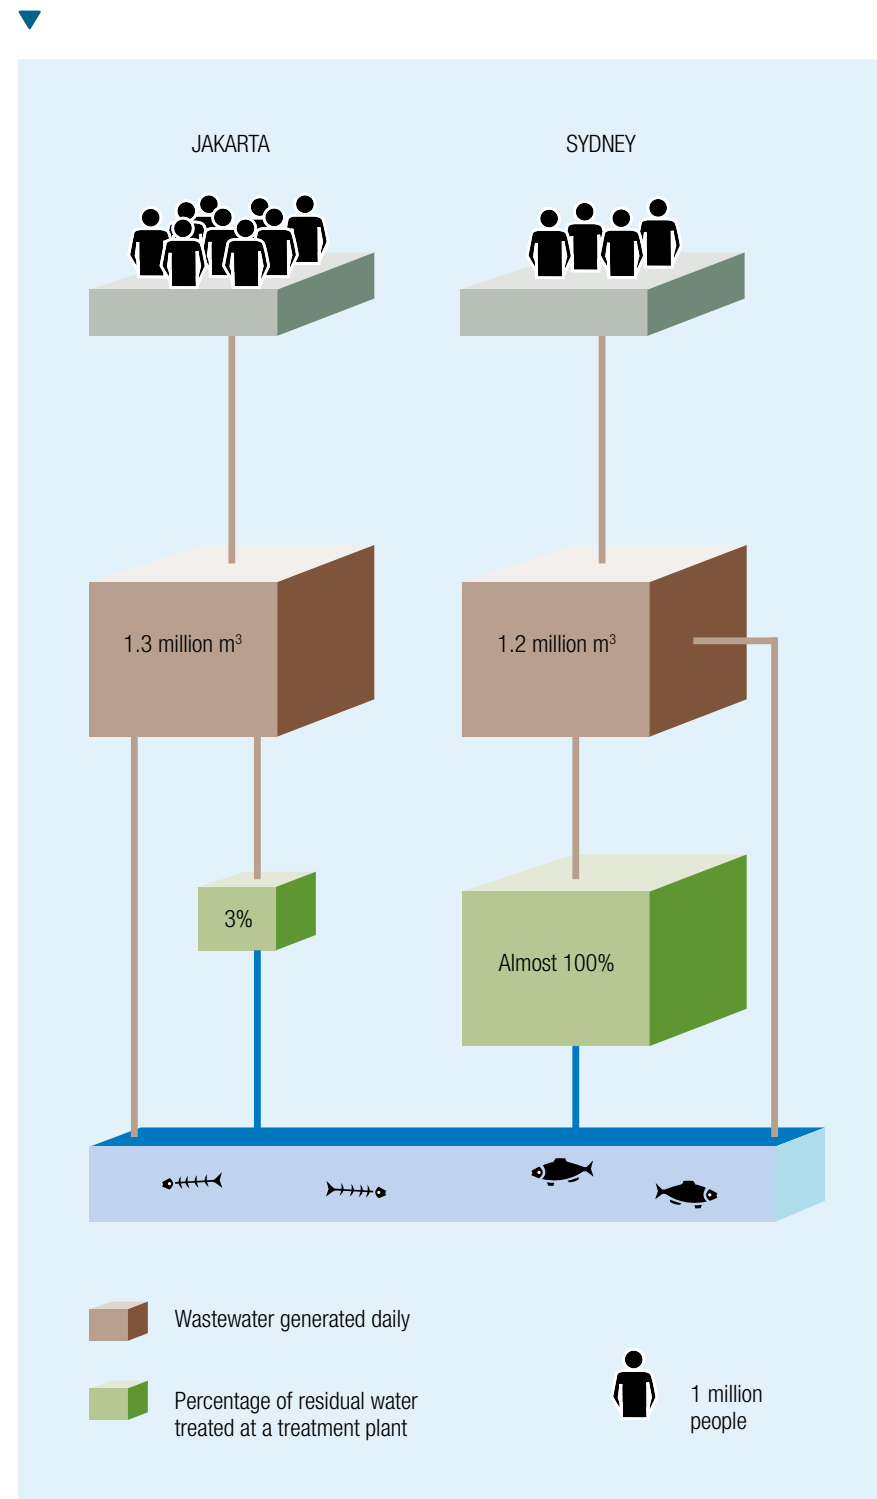 JAKARTA
SYDNEY
1.3 million m³
1.2 million m³
3%
Almost 100%
Wastewater generated daily
Percentage of residual water
treated at a treatment plant
1 million
people